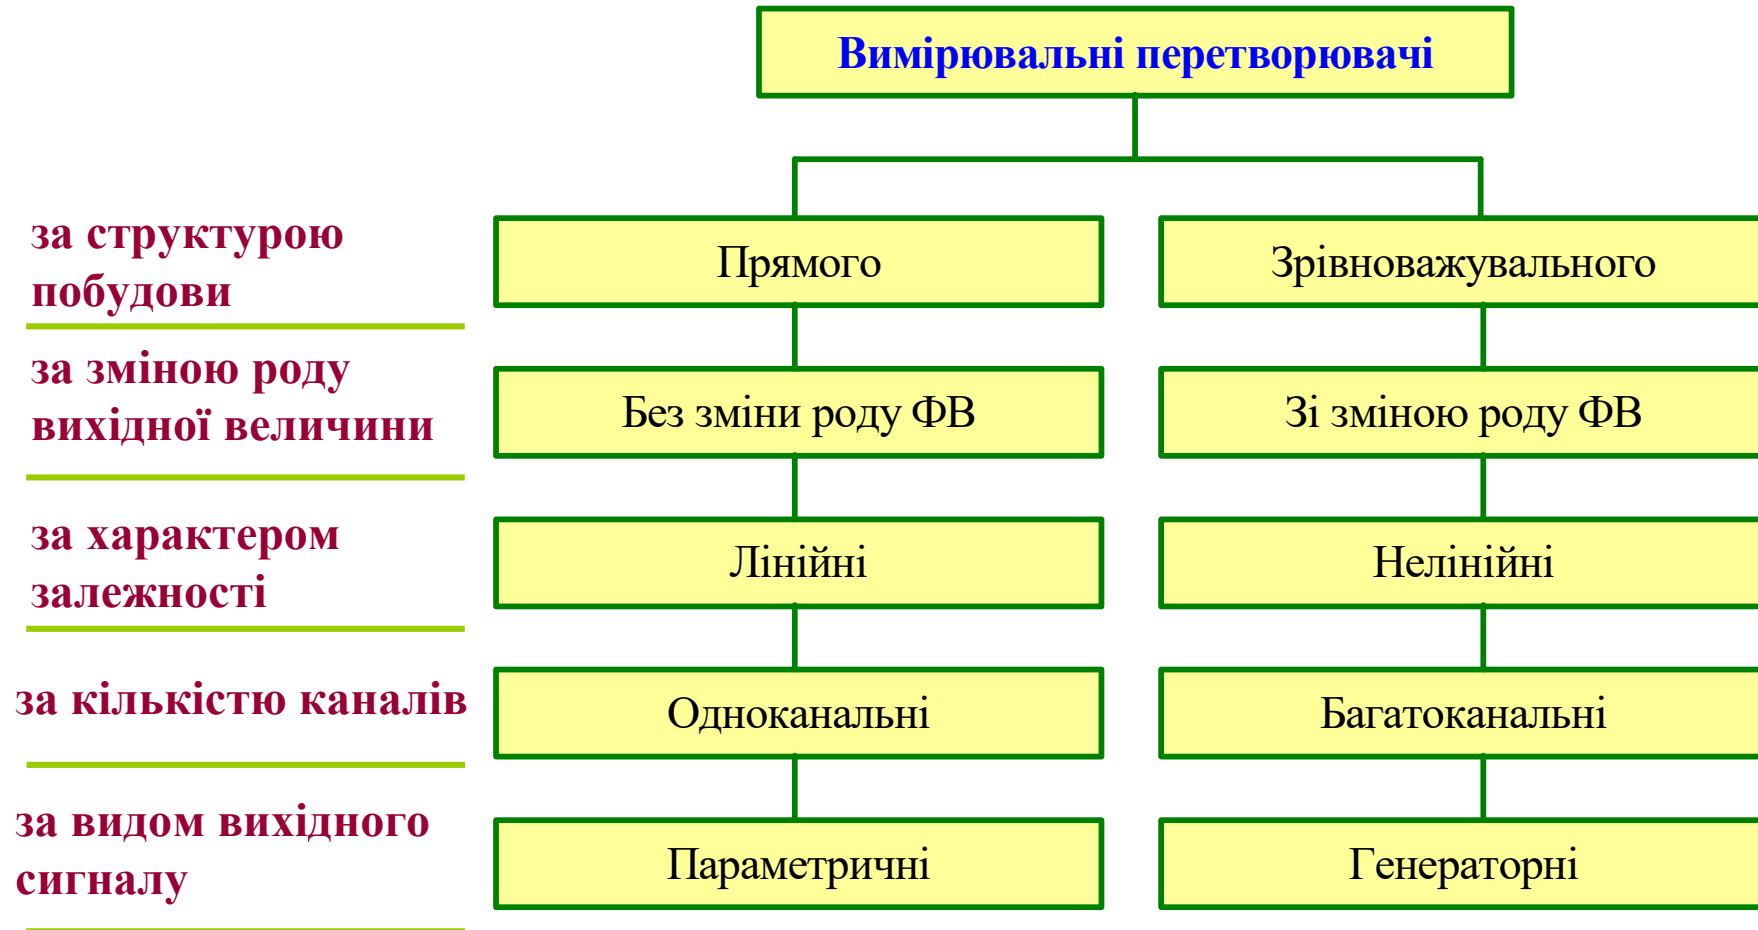 Вимірювальні перетворювачі
за структурою
побудови
Прямого
Зрівноважувального
за зміною роду
вихідної величини
Без зміни роду ФВ
Зі зміною роду ФВ
за характером
залежності
Лінійні
Нелінійні
за кількістю каналів
Одноканальні
Багатоканальні
за видом вихідного
сигналу
Параметричні
Генераторні